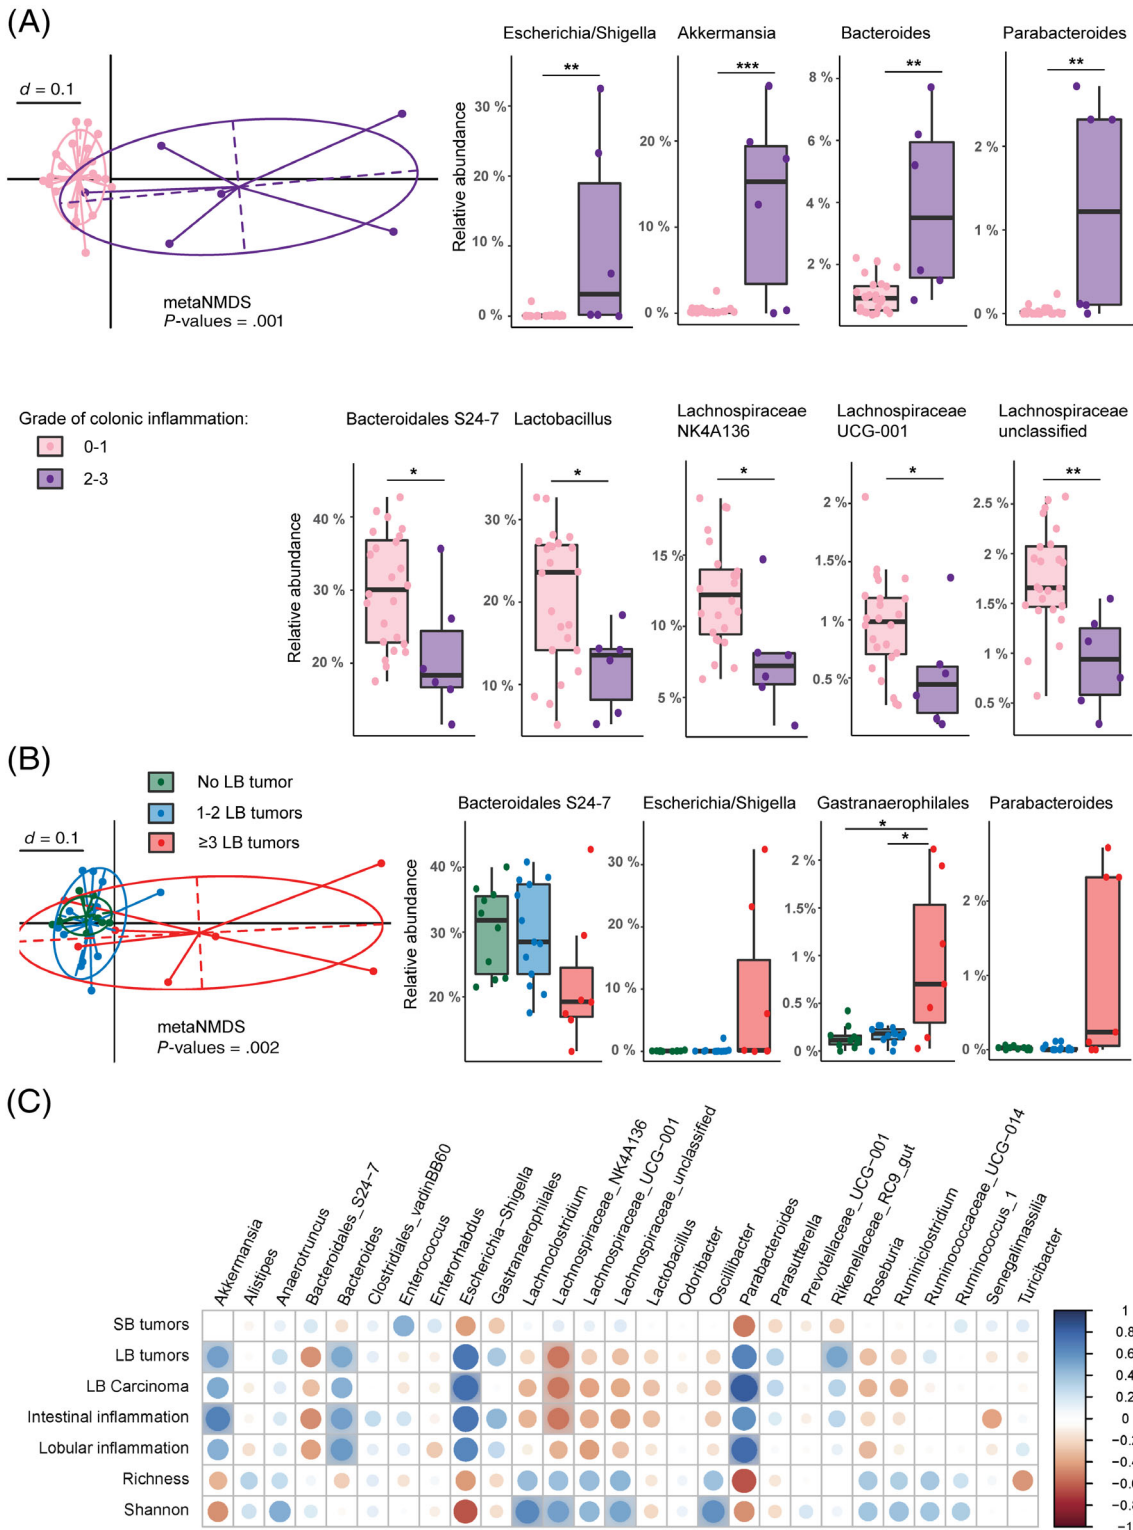 (A)
d = 0.1
metaNMDS
P-values = .001
Escherichia/Shigella
Akkermansia
Bacteroides
Parabacteroides
**
***
**
**
Relative abundance
30 %
20 %
10 %
0 %
20 %
10 %
0 %
8 %
6 %
4 %
2 %
2 %
1 %
0 %
Grade of colonic inflammation:
0-1
2-3
Bacteroidales S24-7
Lactobacillus
Lachnospiraceae
NK4A136
Lachnospiraceae
UCG-001
Lachnospiraceae
unclassified
*
*
*
*
**
Relative abundance
40 %
30 %
20 %
30 %
20 %
10 %
15 %
10 %
5 %
2 %
1.5%
1 %
0.5%
2.5 %
2 %
1.5%
1 %
0.5 %
(B)
No LB tumor
1-2 LB tumors
≥3 LB tumors
d = 0.1
metaNMDS
P-values = .002
Bacteroidales S24-7
Escherichia/Shigella
Gastranaerophilales
Parabacteroides
*
*
Relative abundance
40 %
30 %
20 %
30 %
20 %
10 %
0 %
2 %
1.5%
1 %
0.5 %
0 %
2 %
1 %
0 %
(C)
Akkermansia
Alistipes
Anaerotruncus
Bacteroidales_S24-7
Bacteroides
Clostridiales_vadinBB60
Enterococcus
Enterorhabdus
Escherichia-Shigella
Gastranaerophilales
Lachnoclostridium
Lachnospiraceae_NK4A136
Lachnospiraceae_UCG-001
Lachnospiraceae_unclassified
Lactobacillus
Odoribacter
Oscillibacter
Parabacteroides
Parasutterella
Prevotellaceae_UCG-001
Rikenellaceae_RC9_gut
Roseburia
Ruminiclostridium
Ruminococcaceae_UCG-014
Ruminococcus_1
Senegalimassilia
Turicibacter
SB tumors
LB tumors
LB Carcinoma
Intestinal inflammation
Lobular inflammation
Richness
Shannon
1
0.8
0.6
0.4
0.2
0
-0.2